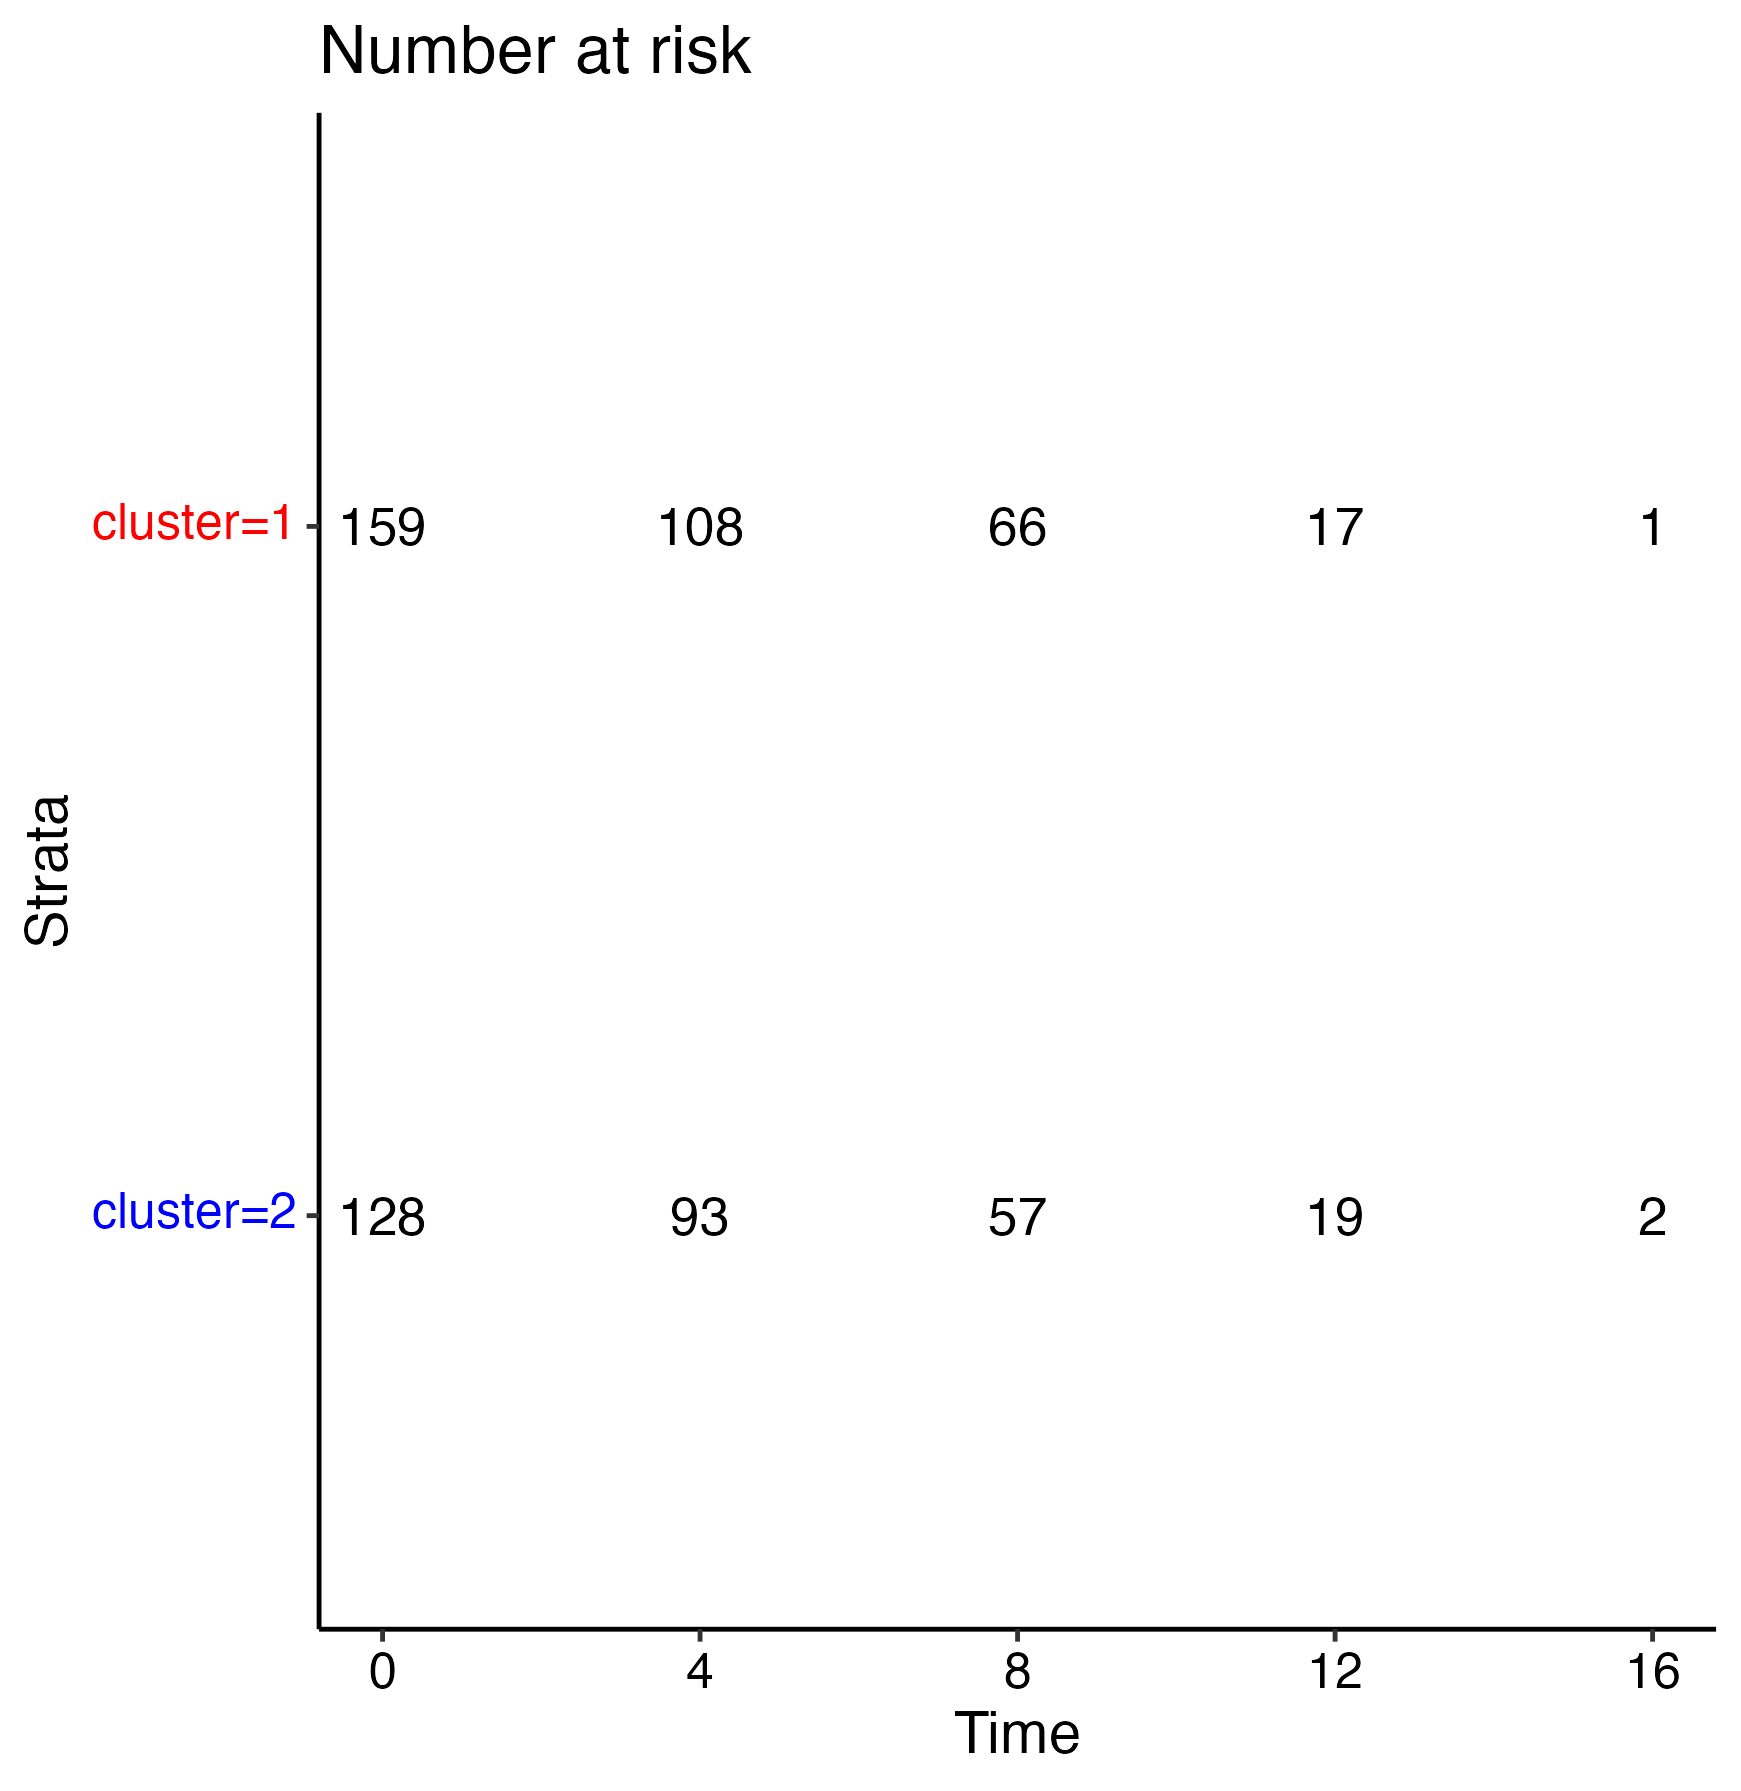 Number at risk
Strata
cluster=1 159 108 66 17 1
cluster=2 128 93 57 19 2
0 4 8 12 16
Time